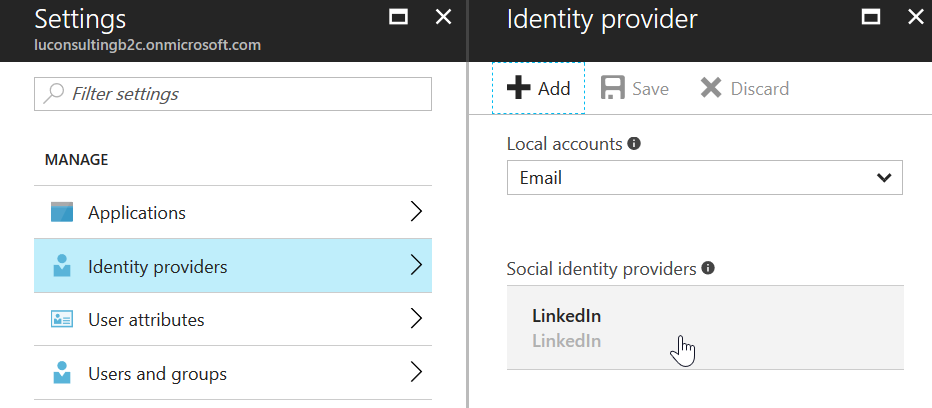 Settings
luconsultingb2c.onmicrosoft.com
Filter settings
MANAGE
Applications
Identity providers
User attributes
Users and groups
Identity provider
Add Save Discard
Local accounts
Email
Social identity providers
LinkedIn
LinkedIn